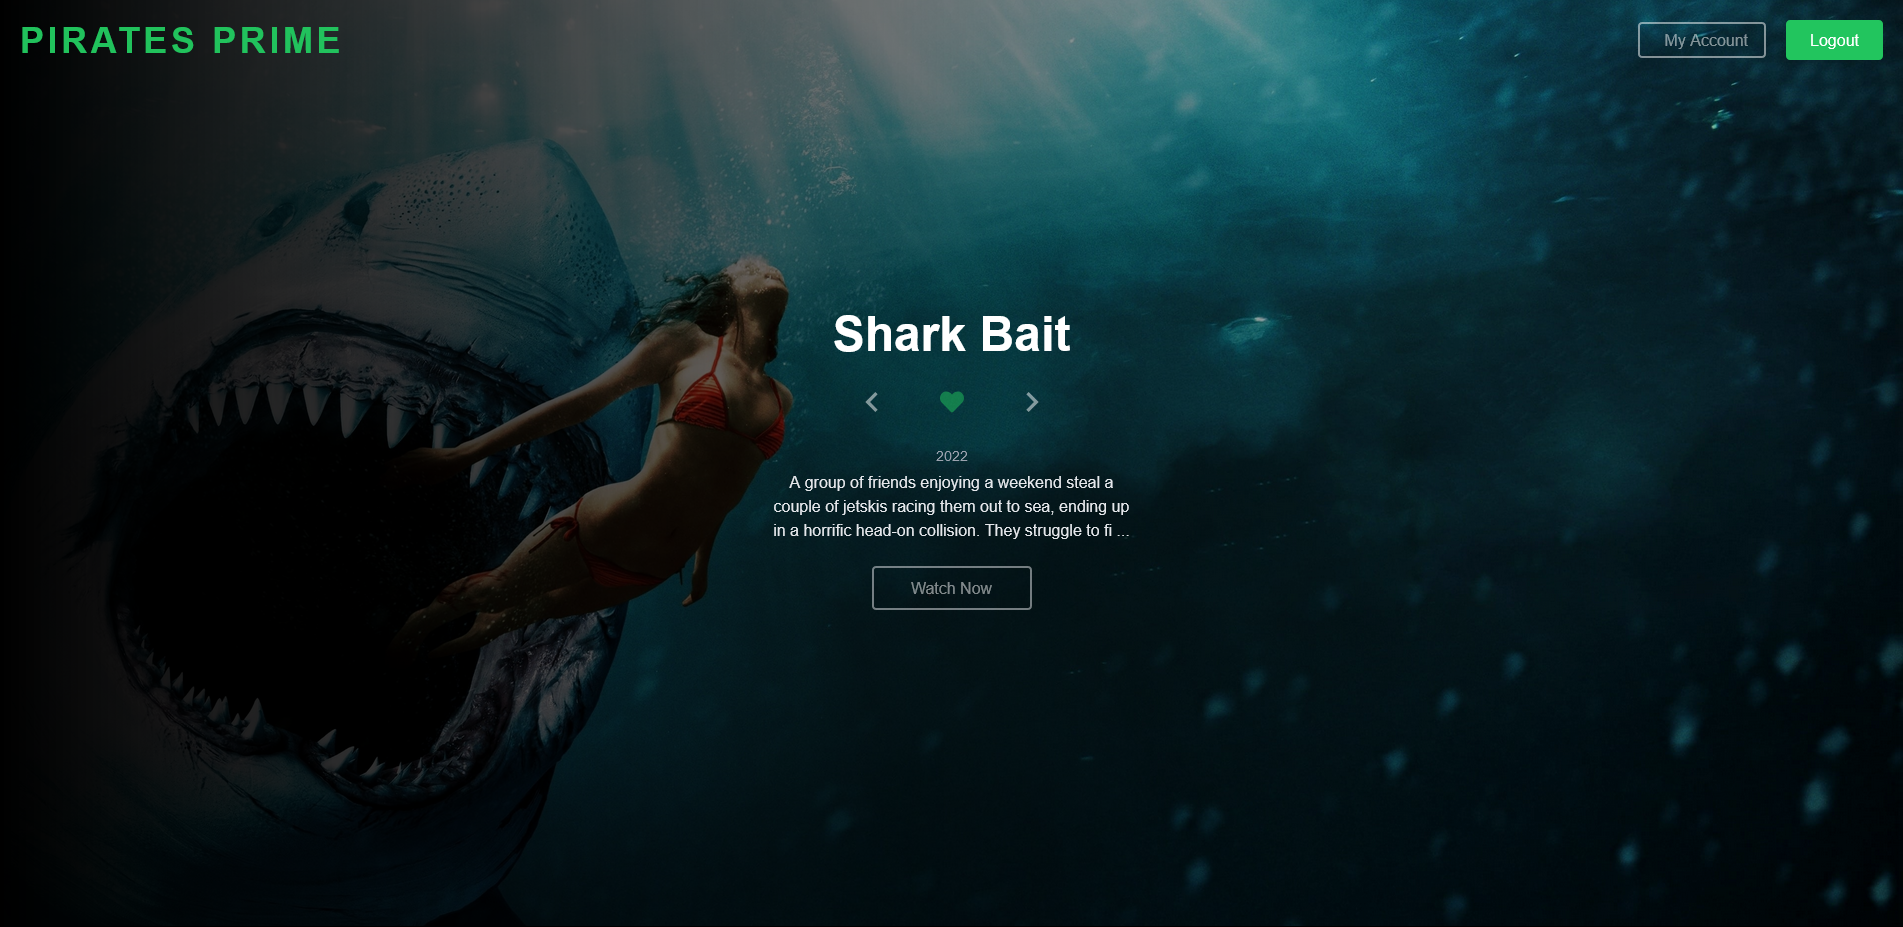 PIRATES PRIME
My Account
Logout
Shark Bait
2022
A group of friends enjoying a weekend steal a
couple of jetskis racing them out to sea, ending up
in a horrific head-on collision. They struggle to fi ...
Watch Now